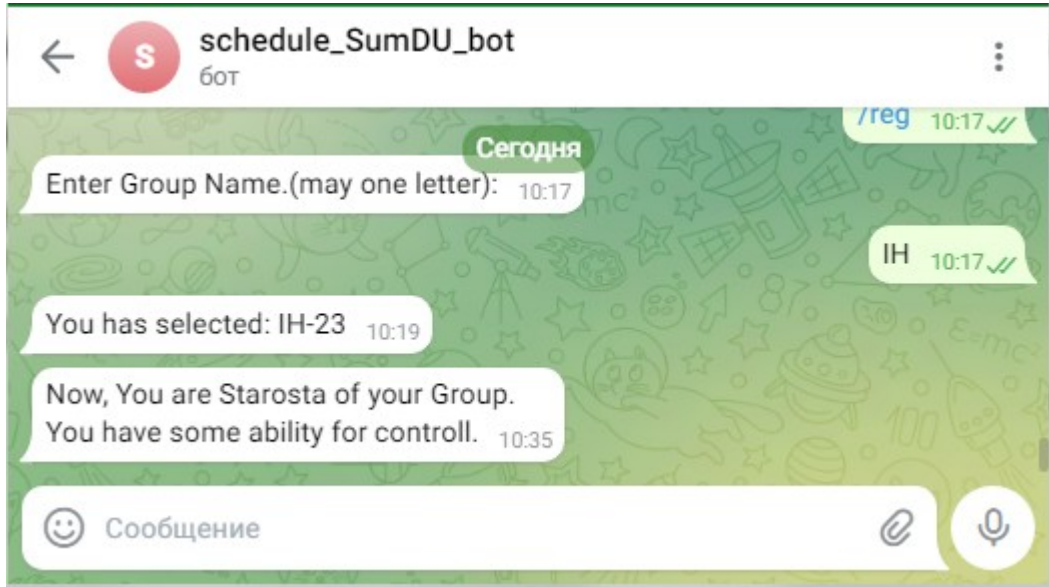 schedule_SumDU_bot
S
бот
/reg 10:17
Сегодня
Enter Group Name.(may one letter): 10:17
ІН 10:17
You has selected: ІН-23 10:19
Now, You are Starosta of your Group.
You have some ability for controll. 10:35
Сообщение